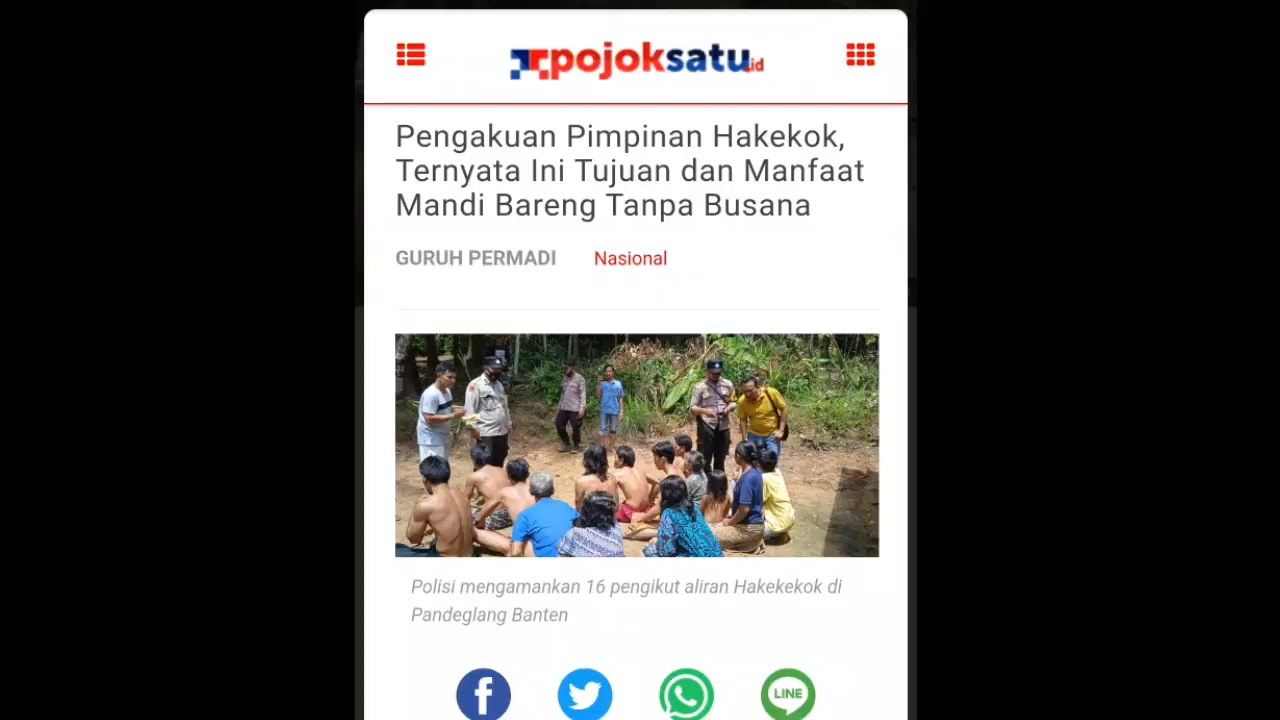 pojoksatu.id
Pengakuan Pimpinan Hakekok,
Ternyata Ini Tujuan dan Manfaat
Mandi Bareng Tanpa Busana
GURUH PERMADI Nasional
Polisi mengamankan 16 pengikut aliran Hakekekok di
Pandeglang Banten
LINE